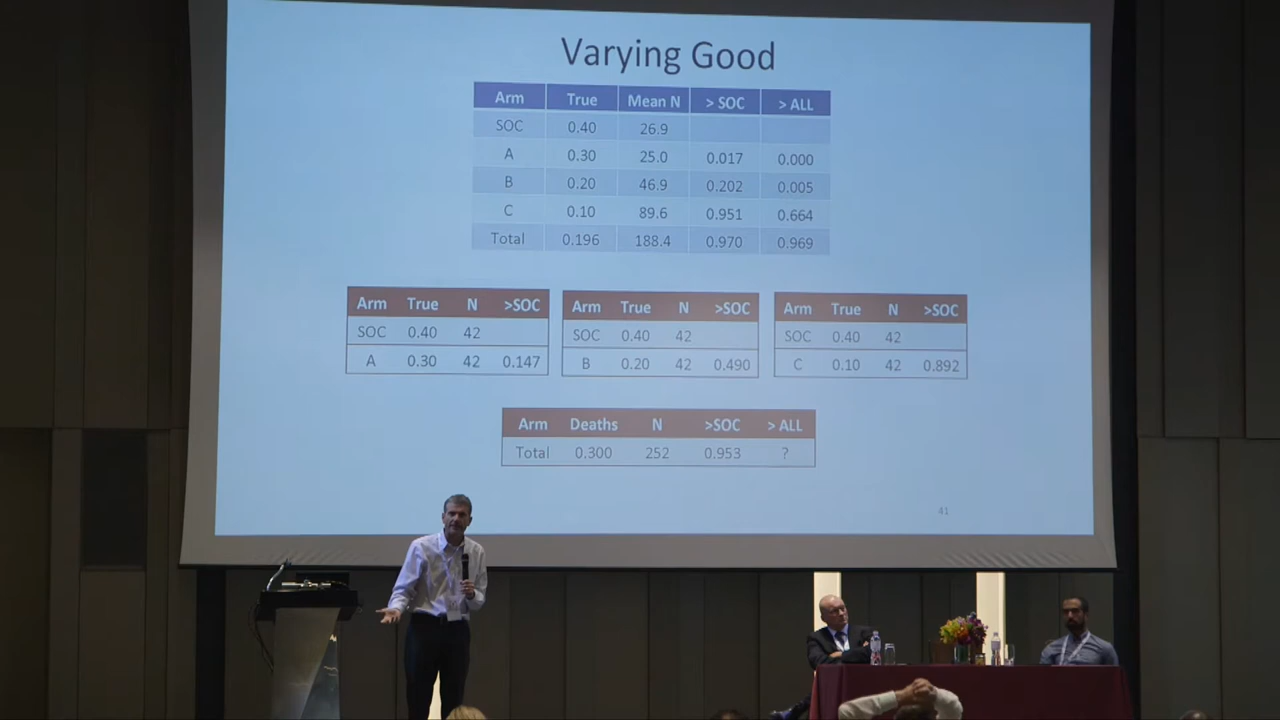 Varying Good
Arm True Mean N > SOC > ALL
SOC 0.40 26.9
A 0.30 25.0 0.017 0.000
B 0.20 46.9 0.202 0.005
C 0.10 89.6 0.951 0.664
Total 0.196 188.4 0.970 0.969
Arm True N >SOC
SOC 0.40 42
A 0.30 42 0.147
Arm True N >SOC
SOC 0.40 42
B 0.20 42 0.490
Arm True N >SOC
SOC 0.40 42
C 0.10 42 0.892
Arm Deaths N >SOC > ALL
Total 0.300 252 0.953 ?
41